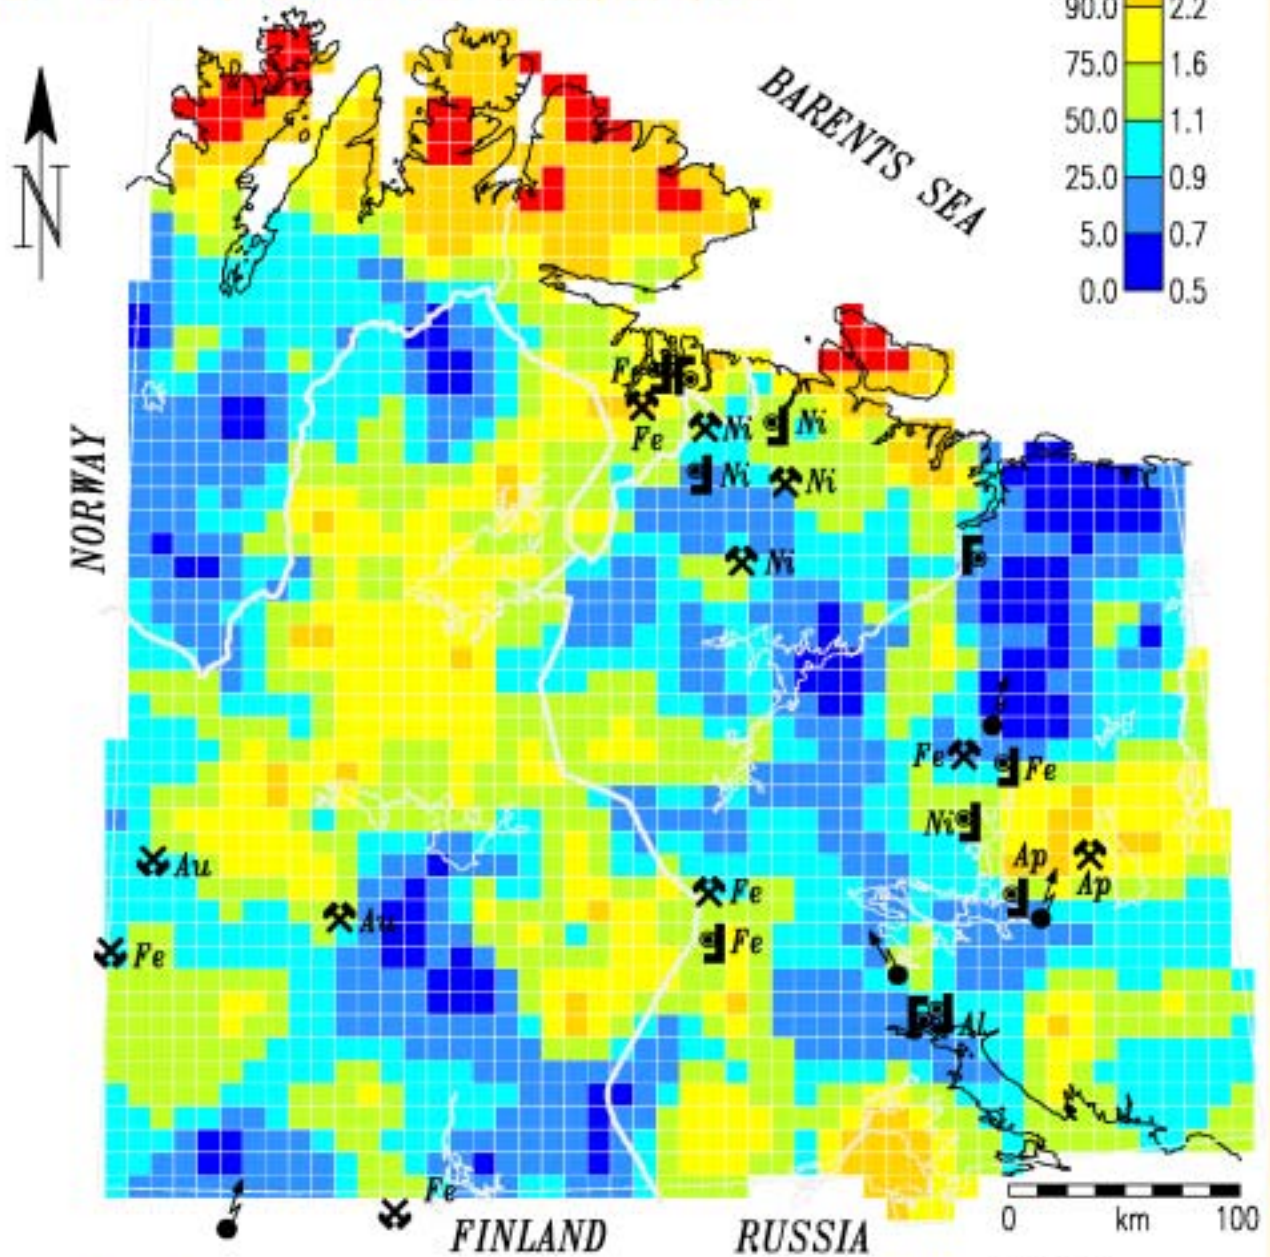 90.0 2.2
75.0 1.6
50.0 1.1
25.0 0.9
5.0 0.7
0.0 0.5
N
BARENTS SEA
NORWAY
Fe
Fe
Ni
Ni
Ni
Ni
Ni
Fe
Fe
Ni
Ap
Ap
Au
Au
Fe
Fe
Fe
Al
Fe
FINLAND
RUSSIA
0 km 100